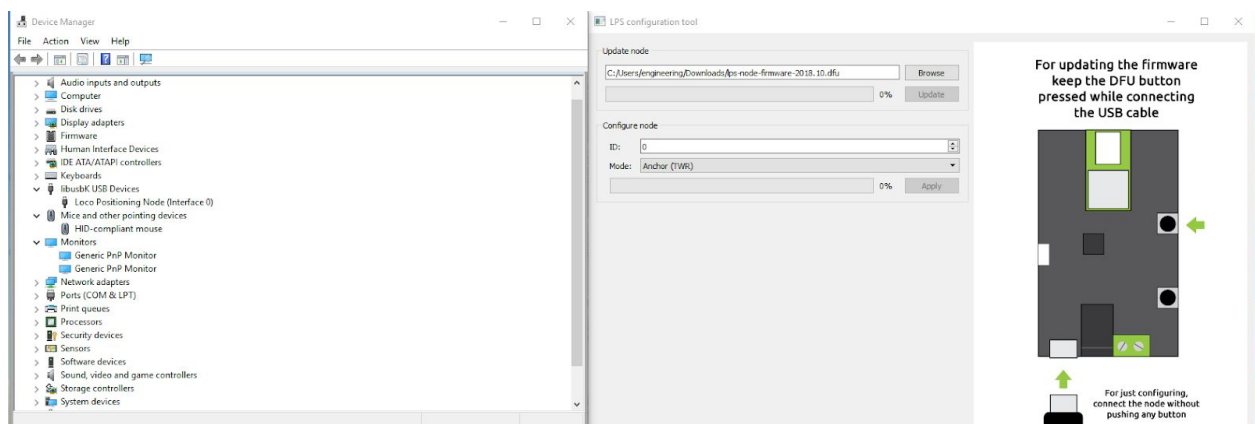 Device Manager
File Action View Help
Audio inputs and outputs
Computer
Disk drives
Display adapters
Firmware
Human Interface Devices
IDE ATA/ATAPI controllers
Keyboards
libusbK USB Devices
Loco Positioning Node (Interface 0)
Mice and other pointing devices
HID-compliant mouse
Monitors
Generic PnP Monitor
Generic PnP Monitor
Network adapters
Ports (COM & LPT)
Print queues
Processors
Security devices
Sensors
Software devices
Sound, video and game controllers
Storage controllers
System devices
LPS configuration tool
Update node
C:/Users/engineering/Downloads/lps-node-firmware-2018.10.dfu Browse
0% Update
Configure node
ID: 0
Mode: Anchor (TWR)
0% Apply
For updating the firmware
keep the DFU button
pressed while connecting
the USB cable
For just configuring,
connect the node without
pushing any button